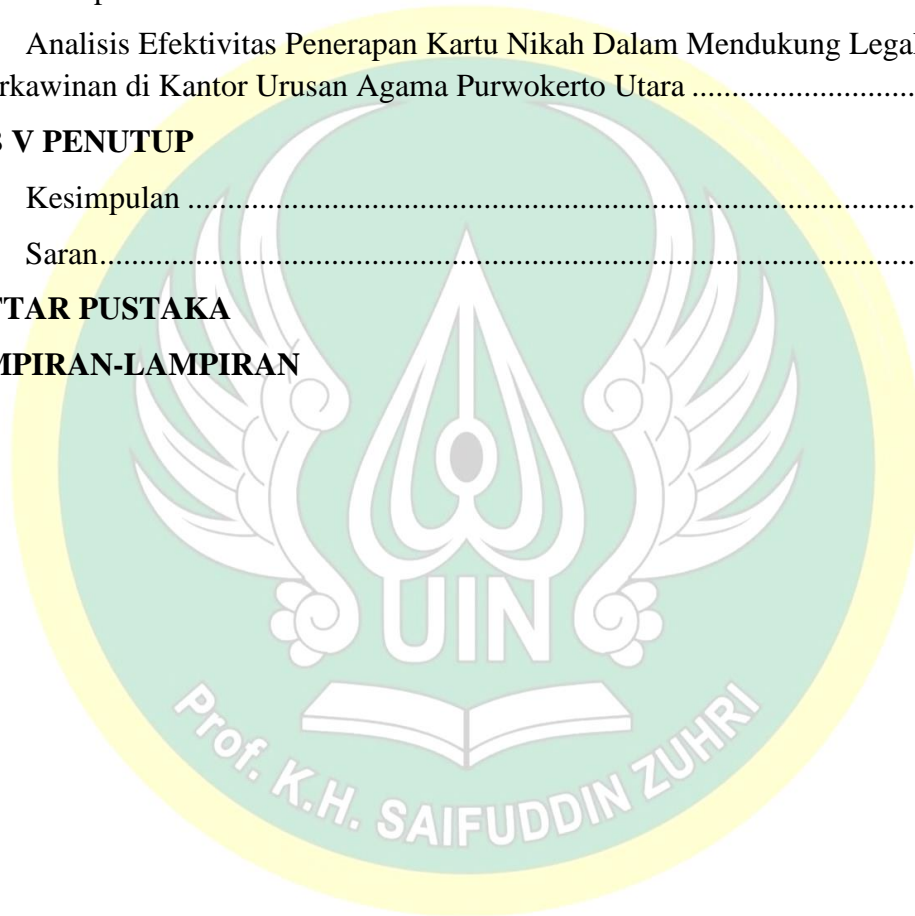 Analisis Efektivitas Penerapan Kartu Nikah Dalam Mendukung Legal
rkawinan di Kantor Urusan Agama Purwokerto Utara ............................
B V PENUTUP
Kesimpulan ...........................................................................................
Saran......................................................................................................
TAR PUSTAKA
MPIRAN-LAMPIRAN
UIN
Prof. K.H. SAIFUDDIN ZUHRI